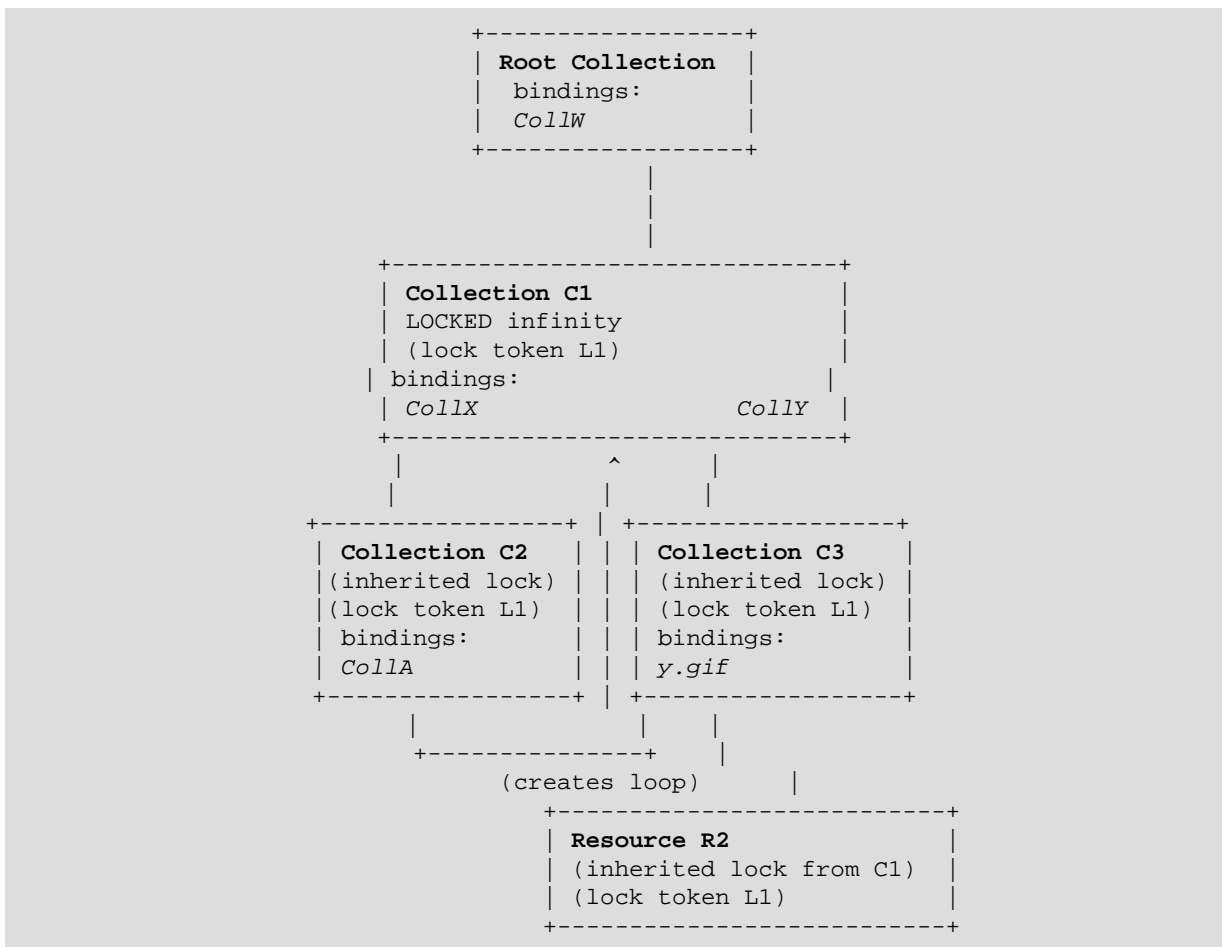 +------------------+
| Root Collection |
| bindings: |
| CollW |
+------------------+
|
|
|
+-------------------------------+
| Collection C1 |
| LOCKED infinity |
| (lock token L1) |
| bindings: |
| CollX CollY |
+-------------------------------+
| ^ |
| | |
+-----------------+ | +------------------+
| Collection C2 | | | Collection C3 |
|(inherited lock) | | | (inherited lock) |
|(lock token L1) | | | (lock token L1) |
| bindings: | | | bindings: |
| CollA | | | y.gif |
+-----------------+ | +------------------+
| | |
+---------------+ |
(creates loop) |
+---------------------------+
| Resource R2 |
| (inherited lock from C1) |
| (lock token L1) |
+---------------------------+